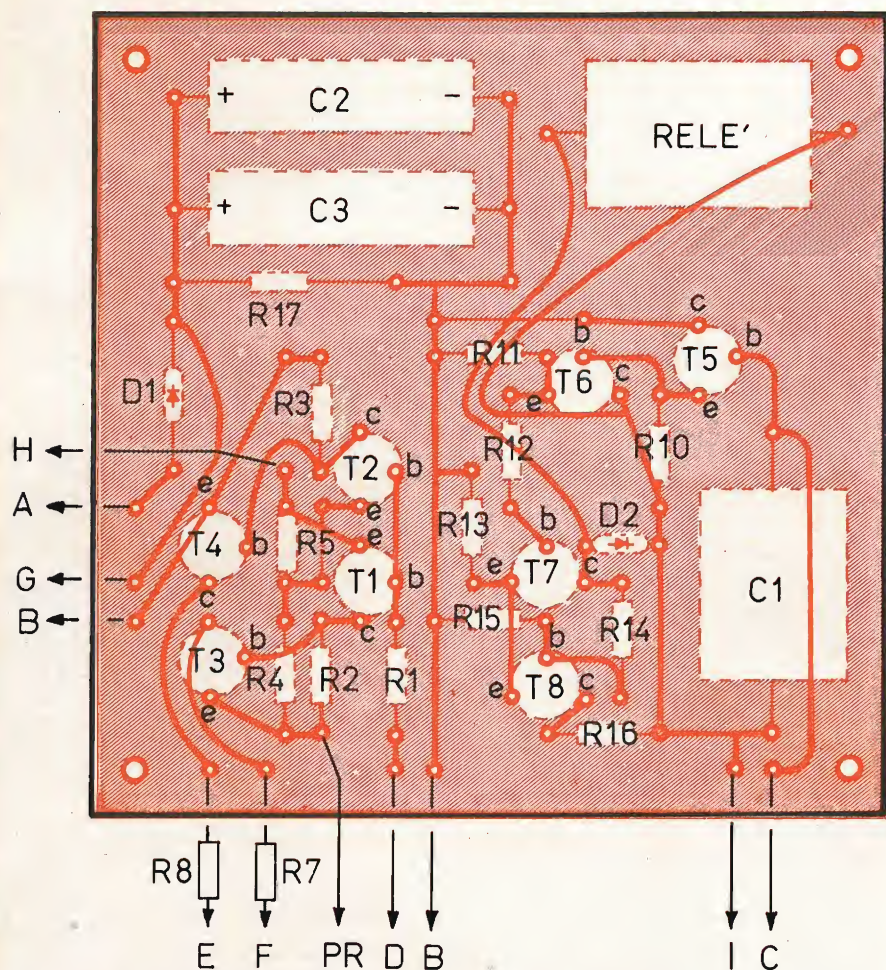 + C2 -
RELE'
+ C3 -
R17
c
b
b
R11
T6
T5
c
D1
R3
e
e
c
H
T2
b
R12
R10
A
e
e
R13
D2
T4
b
R5
e
b
G
T1
b
T7
c
C1
c
B
c
R15
b
R14
T3
b
R4
R2
R1
e
T8
c
e
R16
R8
R7
E F PR D B I C